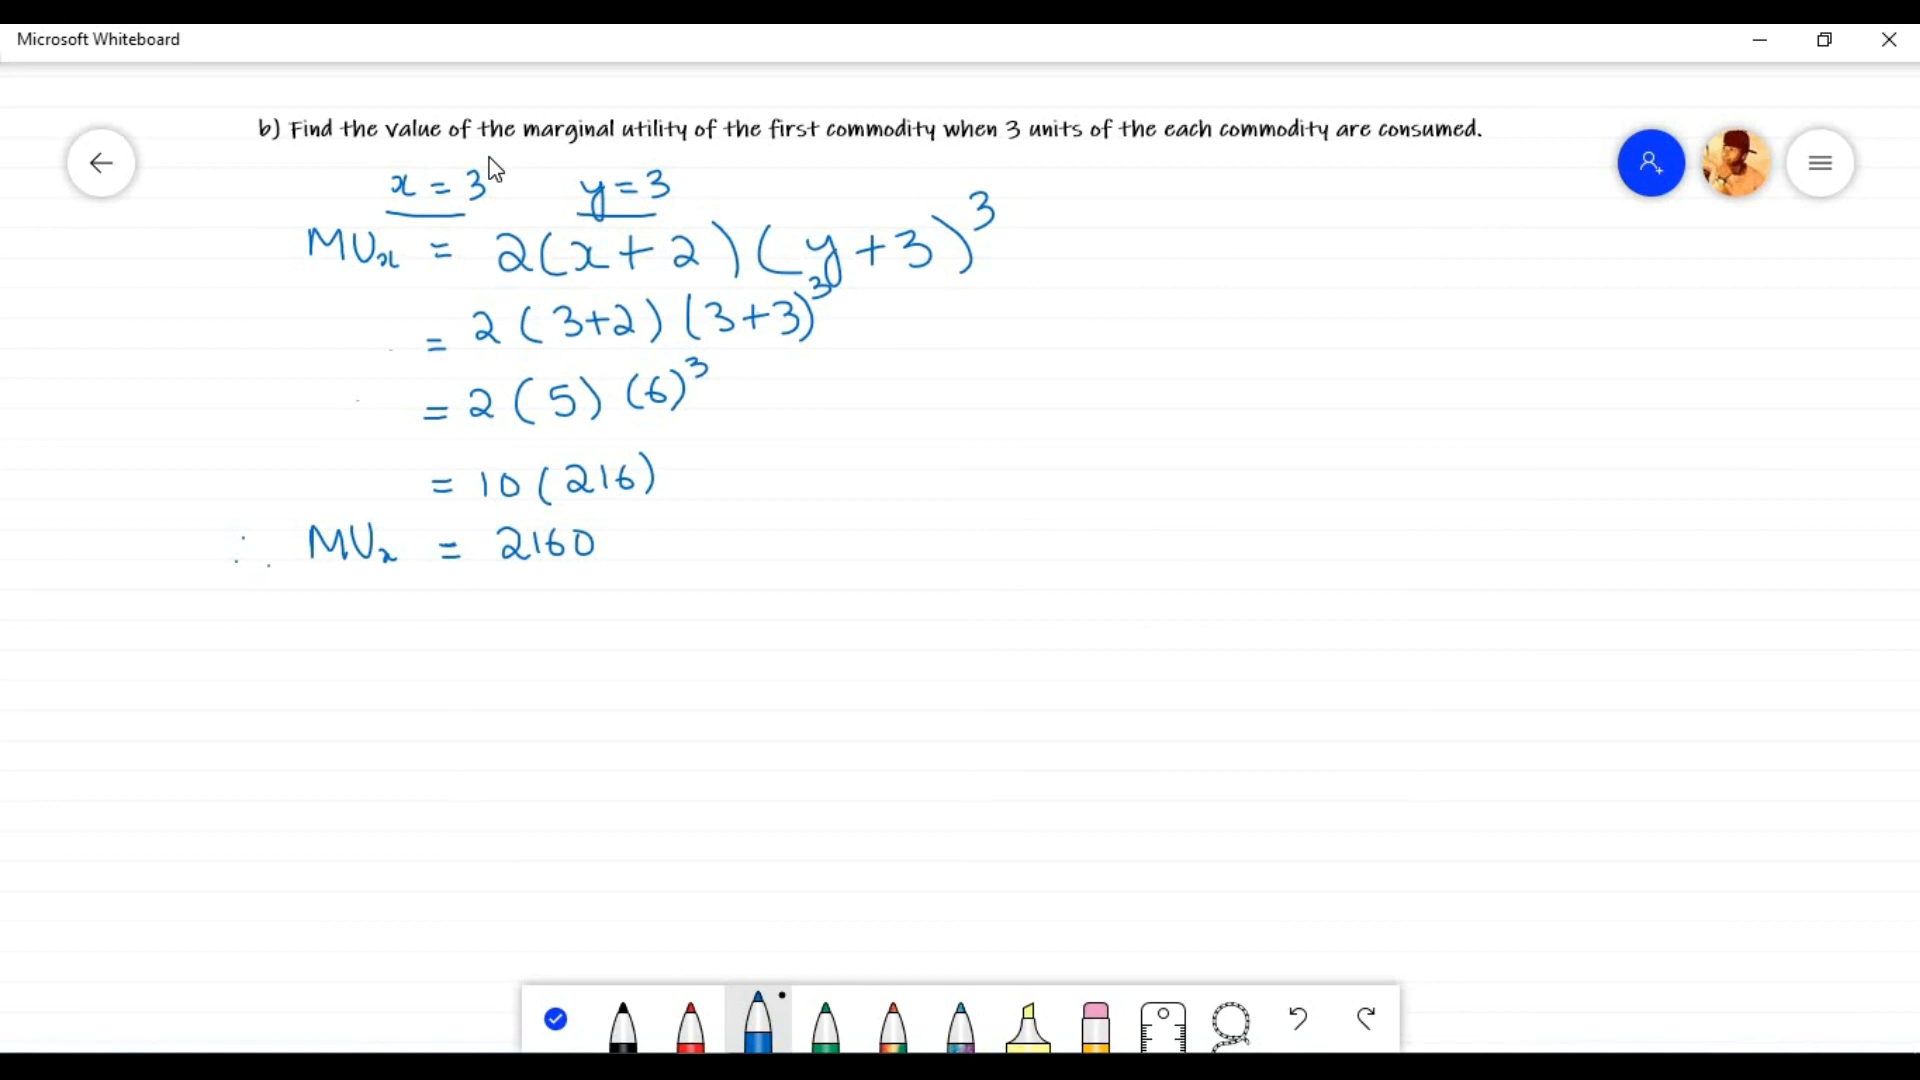 Microsoft Whiteboard
b) Find the value of the marginal utility of the first commodity when 3 units of the each commodity are consumed.
x = 3 y = 3
MUx = 2(x+2)(y+3)³
= 2(3+2)(3+3)³
= 2(5)(6)³
= 10(216)
∴ MUx = 2160